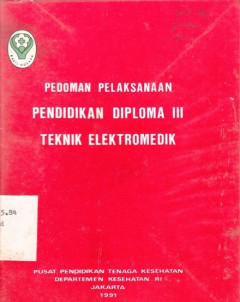 PEDOMAN PELAKSANAAN
PENDIDIKAN DIPLOMA III
TEKNIK ELEKTROMEDIK
PUSAT PENDIDIKAN TENAGA KESEHATAN
DEPARTEMEN KESEHATAN RI
JAKARTA
1991